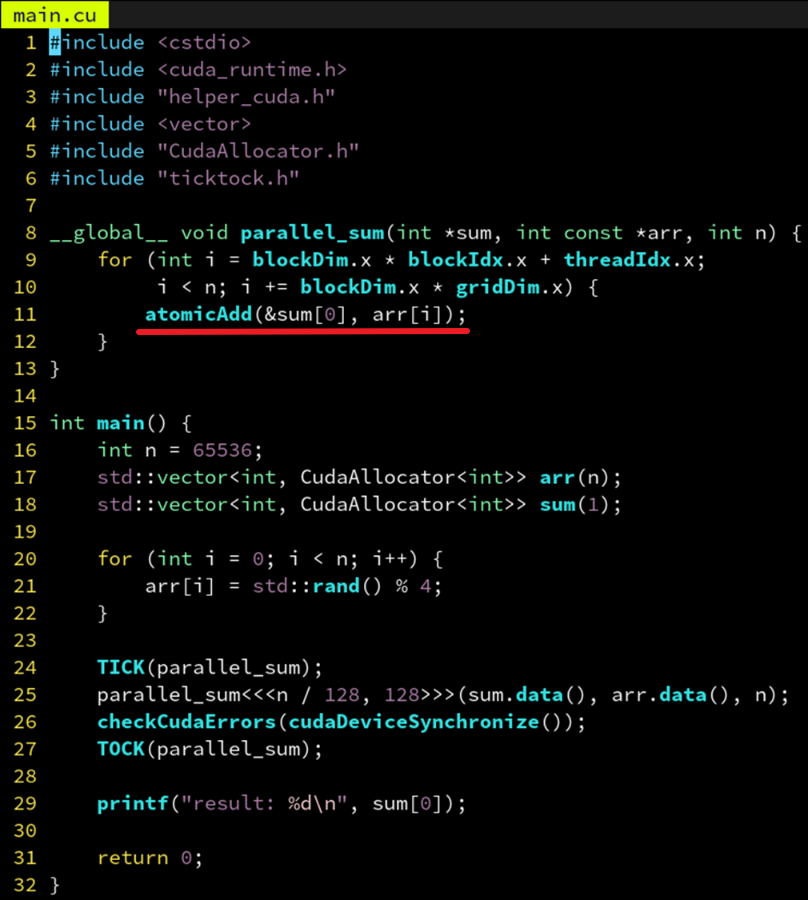 main.cu
1 #include <cstdio>
2 #include <cuda_runtime.h>
3 #include "helper_cuda.h"
4 #include <vector>
5 #include "CudaAllocator.h"
6 #include "ticktock.h"
7
8 __global__ void parallel_sum(int *sum, int const *arr, int n) {
9     for (int i = blockDim.x * blockIdx.x + threadIdx.x;
10          i < n; i += blockDim.x * gridDim.x) {
11         atomicAdd(&sum[0], arr[i]);
12     }
13 }
14
15 int main() {
16     int n = 65536;
17     std::vector<int, CudaAllocator<int>> arr(n);
18     std::vector<int, CudaAllocator<int>> sum(1);
19
20     for (int i = 0; i < n; i++) {
21         arr[i] = std::rand() % 4;
22     }
23
24     TICK(parallel_sum);
25     parallel_sum<<<n / 128, 128>>>(sum.data(), arr.data(), n);
26     checkCudaErrors(cudaDeviceSynchronize());
27     TOCK(parallel_sum);
28
29     printf("result: %d\n", sum[0]);
30
31     return 0;
32 }